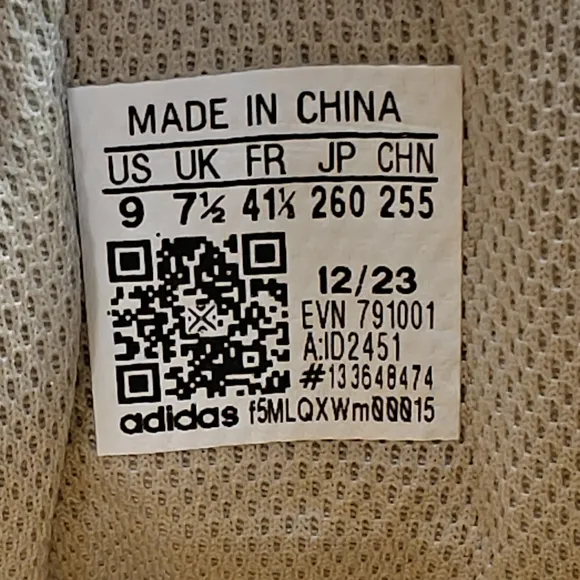 MADE IN CHINA
US UK FR JP CHN
9 7½ 41⅓ 260 255
12/23
EVN 791001
A:ID2451
#133648474
adidas f5MLQXWm00015